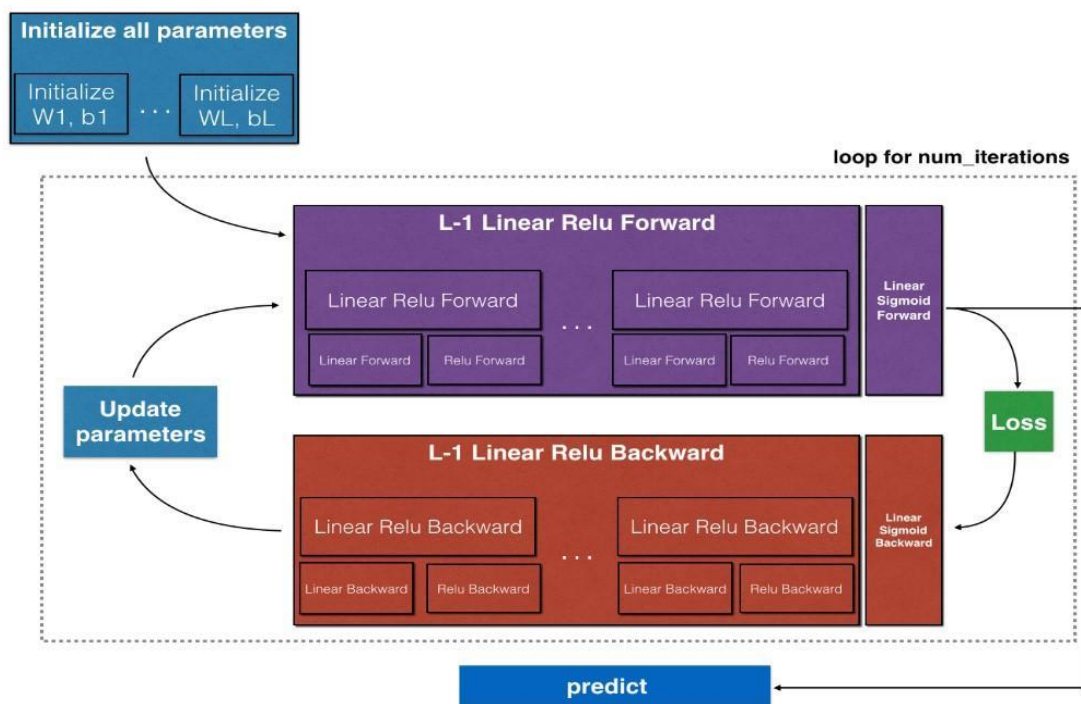 Initialize all parameters
Initialize
W1, b1
. . .
Initialize
WL, bL
loop for num_iterations
L-1 Linear Relu Forward
Linear Relu Forward
. . .
Linear Relu Forward
Linear Forward
Relu Forward
Linear Forward
Relu Forward
Linear
Sigmoid
Forward
Update
parameters
Loss
L-1 Linear Relu Backward
Linear Relu Backward
. . .
Linear Relu Backward
Linear Backward
Relu Backward
Linear Backward
Relu Backward
Linear
Sigmoid
Backward
predict